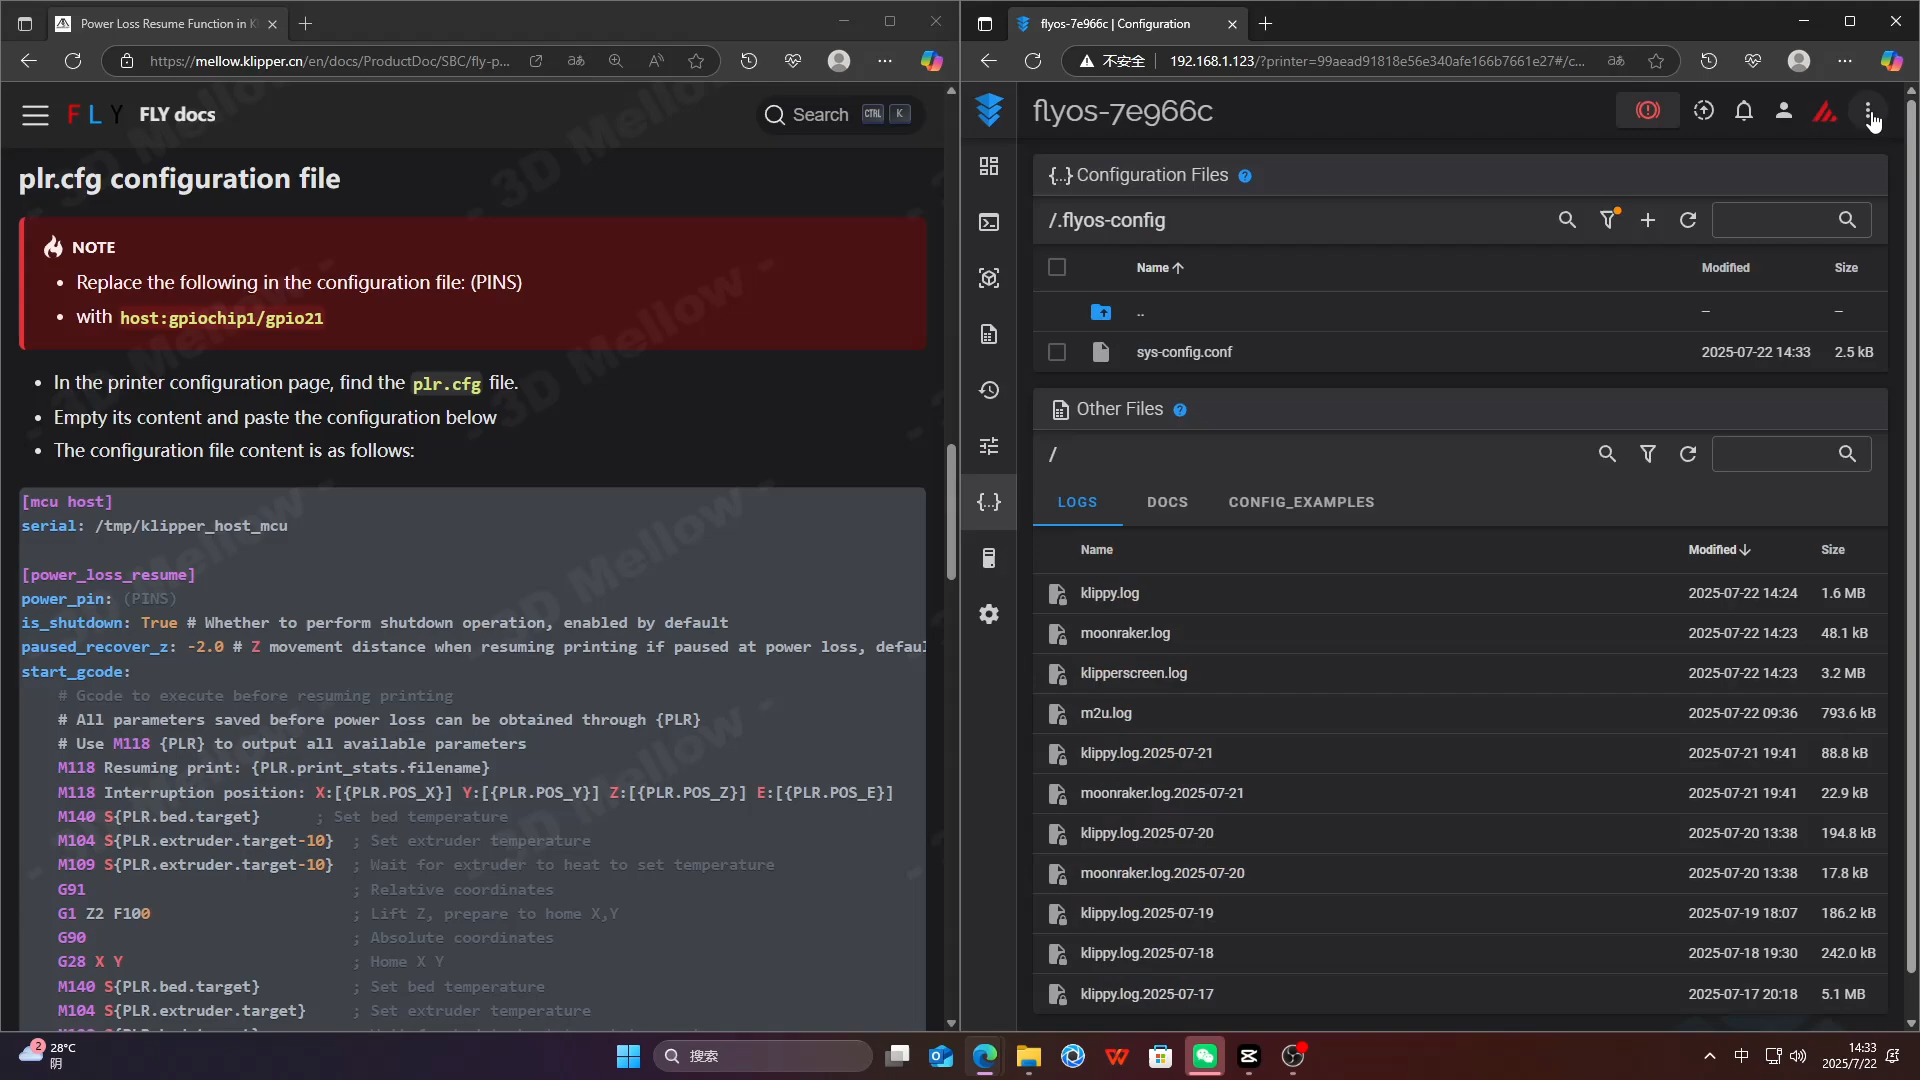 Power Loss Resume Function in K
https://mellow.klipper.cn/en/docs/ProductDoc/SBC/fly-p...
FLY
FLY docs
Search CTRL K
plr.cfg configuration file
NOTE
• Replace the following in the configuration file: (PINS)
• with host:gpiochip1/gpio21
• In the printer configuration page, find the plr.cfg file.
• Empty its content and paste the configuration below
• The configuration file content is as follows:
[mcu host]
serial: /tmp/klipper_host_mcu
[power_loss_resume]
power_pin: (PINS)
is_shutdown: True # Whether to perform shutdown operation, enabled by default
paused_recover_z: -2.0 # Z movement distance when resuming printing if paused at power loss, defaul
start_gcode:
# Gcode to execute before resuming printing
# All parameters saved before power loss can be obtained through {PLR}
# Use M118 {PLR} to output all available parameters
M118 Resuming print: {PLR.print_stats.filename}
M118 Interruption position: X:[{PLR.POS_X}] Y:[{PLR.POS_Y}] Z:[{PLR.POS_Z}] E:[{PLR.POS_E}]
M140 S{PLR.bed.target} ; Set bed temperature
M104 S{PLR.extruder.target-10} ; Set extruder temperature
M109 S{PLR.extruder.target-10} ; Wait for extruder to heat to set temperature
G91 ; Relative coordinates
G1 Z2 F100 ; Lift Z, prepare to home X,Y
G90 ; Absolute coordinates
G28 X Y ; Home X Y
M140 S{PLR.bed.target} ; Set bed temperature
M104 S{PLR.extruder.target} ; Set extruder temperature
- 3D Mellow -
flyos-7e966c | Configuration
不安全 192.168.1.123/?printer=99aead91818e56e340afe166b7661e27#/c...
flyos-7e966c
{...} Configuration Files
/.flyos-config
Name Modified Size
.. – –
sys-config.conf 2025-07-22 14:33 2.5 kB
Other Files
/
LOGS DOCS CONFIG_EXAMPLES
Name Modified Size
klippy.log 2025-07-22 14:24 1.6 MB
moonraker.log 2025-07-22 14:23 48.1 kB
klipperscreen.log 2025-07-22 14:23 3.2 MB
m2u.log 2025-07-22 09:36 793.6 kB
klippy.log.2025-07-21 2025-07-21 19:41 88.8 kB
moonraker.log.2025-07-21 2025-07-21 19:41 22.9 kB
klippy.log.2025-07-20 2025-07-20 13:38 194.8 kB
moonraker.log.2025-07-20 2025-07-20 13:38 17.8 kB
klippy.log.2025-07-19 2025-07-19 18:07 186.2 kB
klippy.log.2025-07-18 2025-07-18 19:30 242.0 kB
klippy.log.2025-07-17 2025-07-17 20:18 5.1 MB
2
28°C
阴
搜索
中
14:33
2025/7/22